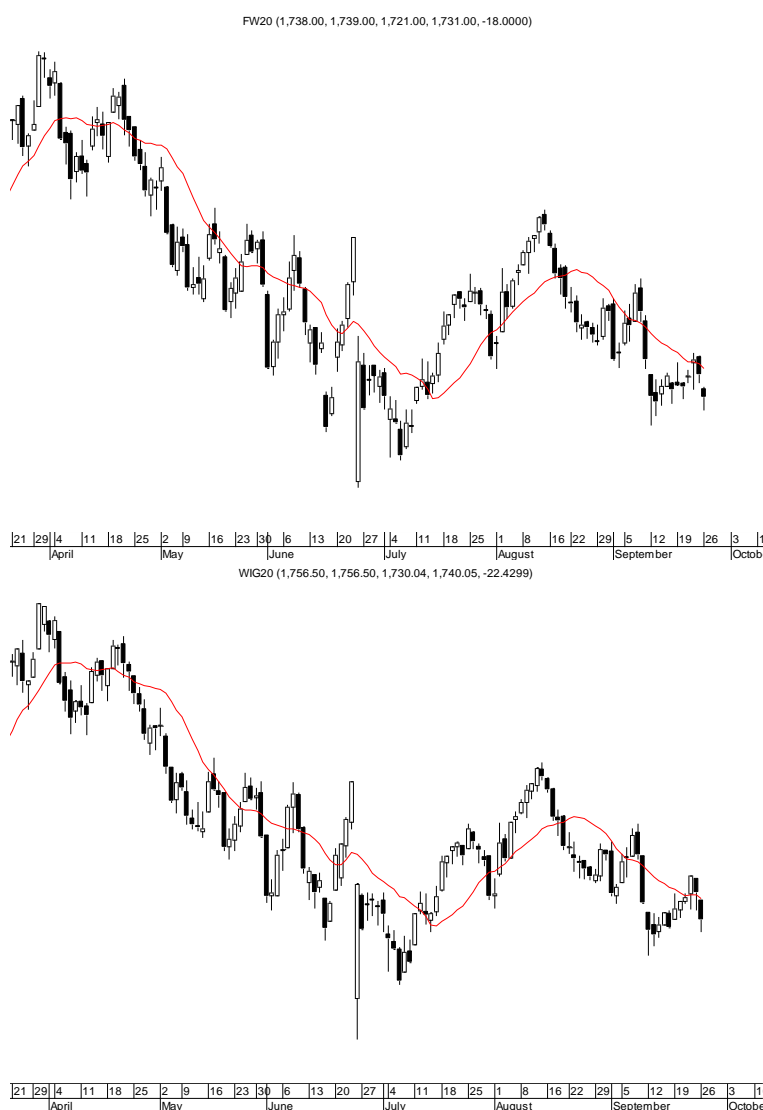 FW20 (1,738.00, 1,739.00, 1,721.00, 1,731.00, -18.0000)
21 29 4 11 18 25 2 9 16 23 30 6 13 20 27 4 11 18 25 1 8 16 22 29 5 12 19 26 3 1
April May June July August September Octob
WIG20 (1,756.50, 1,756.50, 1,730.04, 1,740.05, -22.4299)
21 29 4 11 18 25 2 9 16 23 30 6 13 20 27 4 11 18 25 1 8 16 22 29 5 12 19 26 3 1
April May June July August September Octob